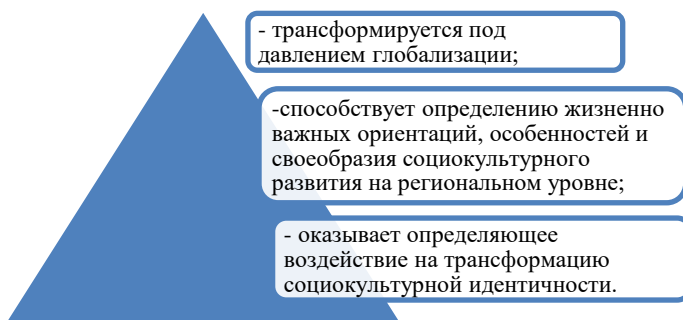 - трансформируется под
давлением глобализации;
-способствует определению жизненно
важных ориентаций, особенностей и
своеобразия социокультурного
развития на региональном уровне;
- оказывает определяющее
воздействие на трансформацию
социокультурной идентичности.